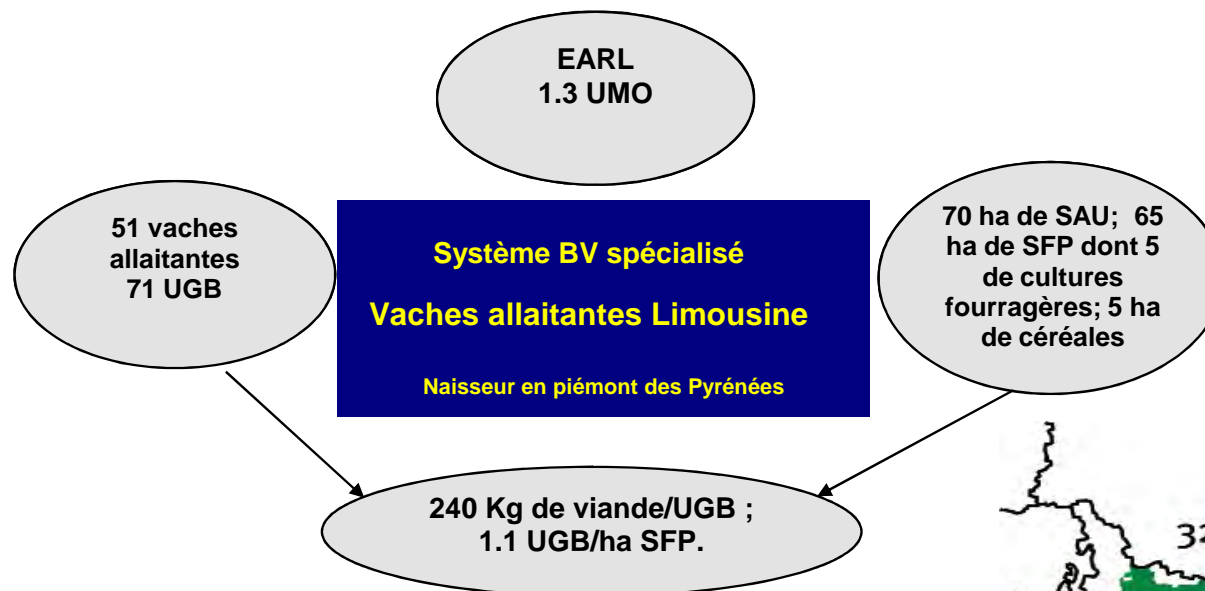 EARL
1.3 UMO
51 vaches
allaitantes
71 UGB
Système BV spécialisé
Vaches allaitantes Limousine
Naisseur en piémont des Pyrénées
70 ha de SAU;  65
ha de SFP dont 5
de cultures
fourragères; 5 ha
de céréales
240 Kg de viande/UGB ;
1.1 UGB/ha SFP.